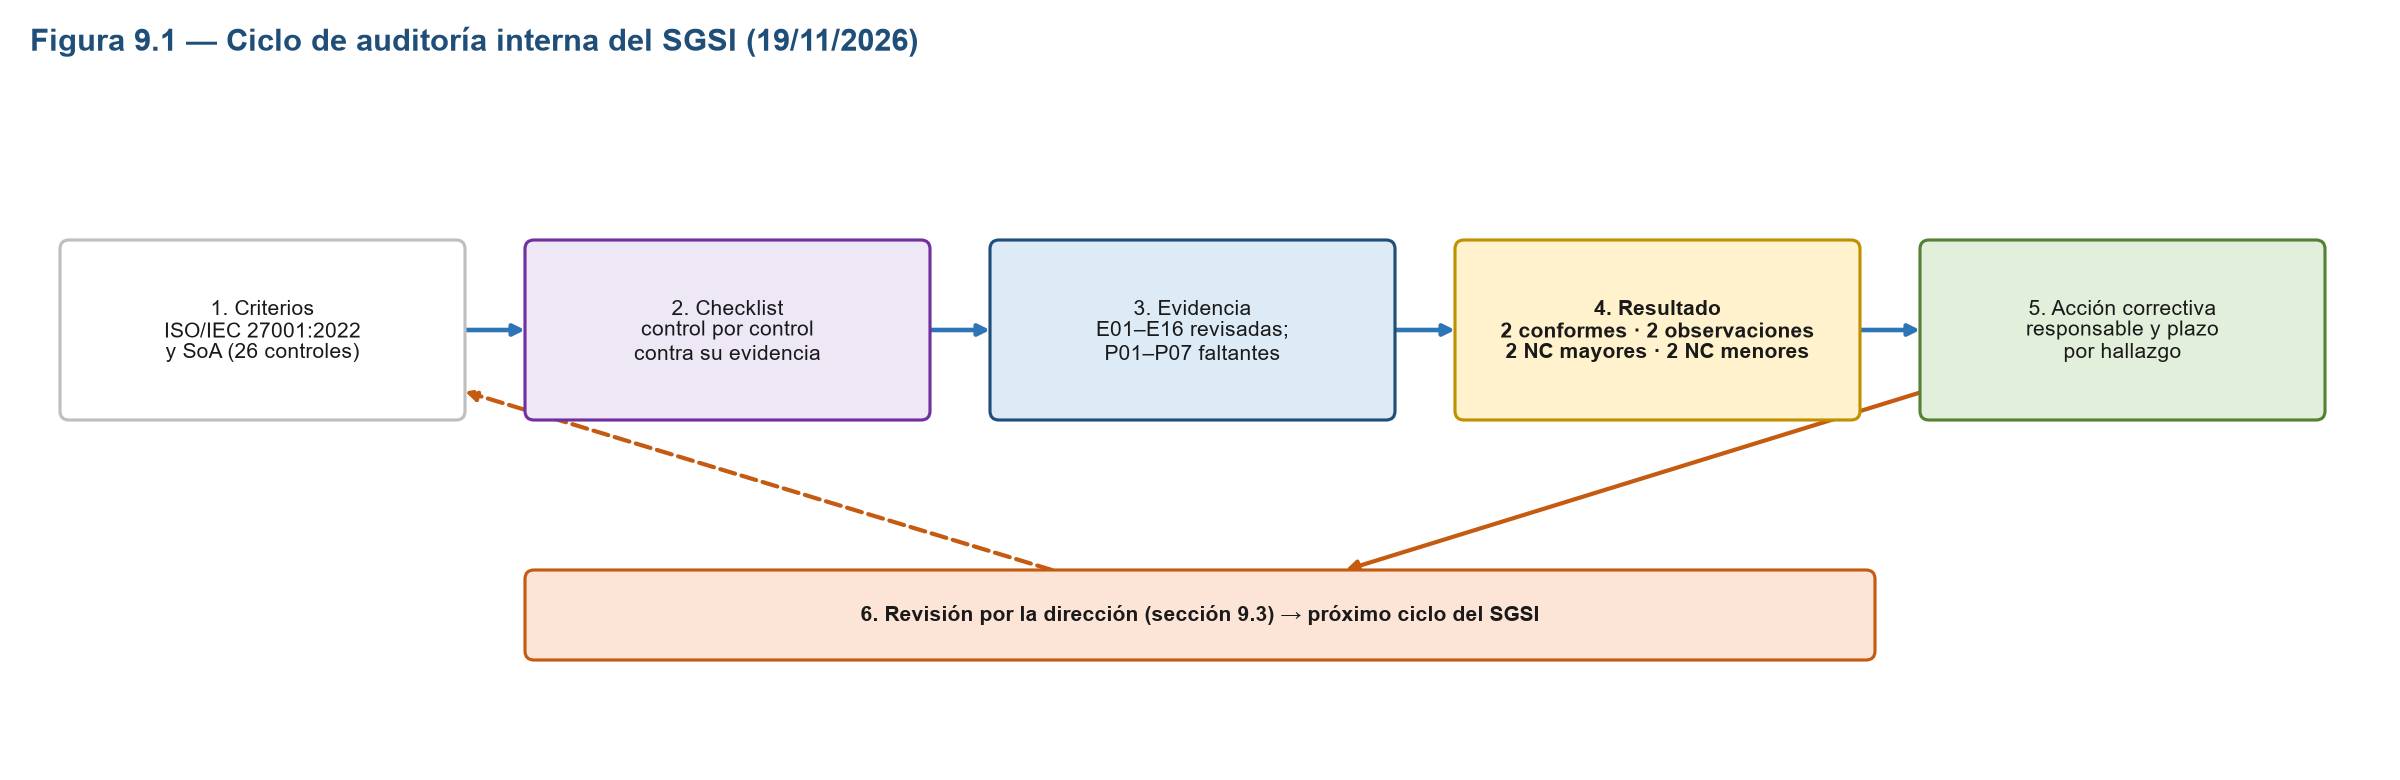 Figura 9.1 — Ciclo de auditoría interna del SGSI (19/11/2026)
1. Criterios
ISO/IEC 27001:2022
y SoA (26 controles)
2. Checklist
control por control
contra su evidencia
3. Evidencia
E01–E16 revisadas;
P01–P07 faltantes
4. Resultado
2 conformes · 2 observaciones
2 NC mayores · 2 NC menores
5. Acción correctiva
responsable y plazo
por hallazgo
6. Revisión por la dirección (sección 9.3) → próximo ciclo del SGSI